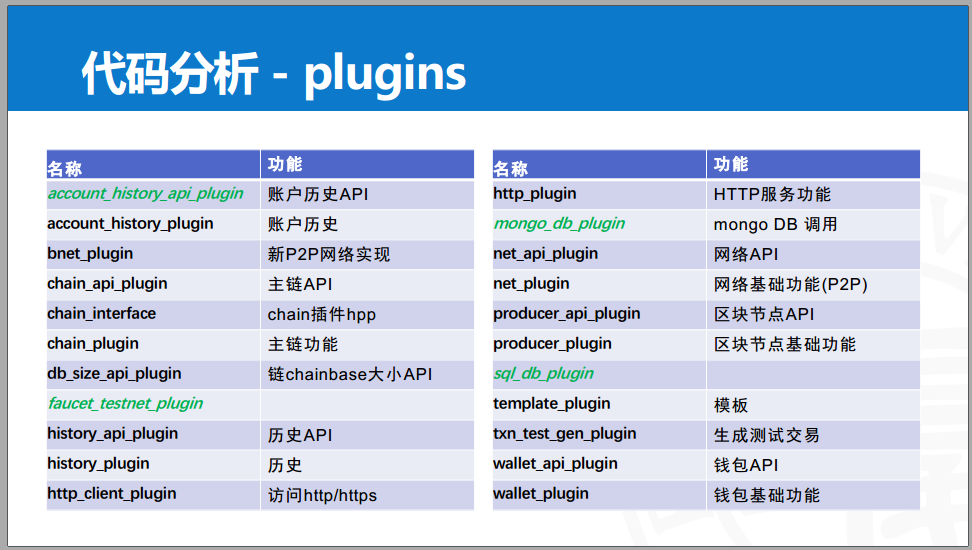 代码分析 - plugins
名称 功能
account_history_api_plugin 账户历史API
account_history_plugin 账户历史
bnet_plugin 新P2P网络实现
chain_api_plugin 主链API
chain_interface chain插件hpp
chain_plugin 主链功能
db_size_api_plugin 链chainbase大小API
faucet_testnet_plugin
history_api_plugin 历史API
history_plugin 历史
http_client_plugin 访问http/https
名称 功能
http_plugin HTTP服务功能
mongo_db_plugin mongo DB 调用
net_api_plugin 网络API
net_plugin 网络基础功能(P2P)
producer_api_plugin 区块节点API
producer_plugin 区块节点基础功能
sql_db_plugin
template_plugin 模板
txn_test_gen_plugin 生成测试交易
wallet_api_plugin 钱包API
wallet_plugin 钱包基础功能